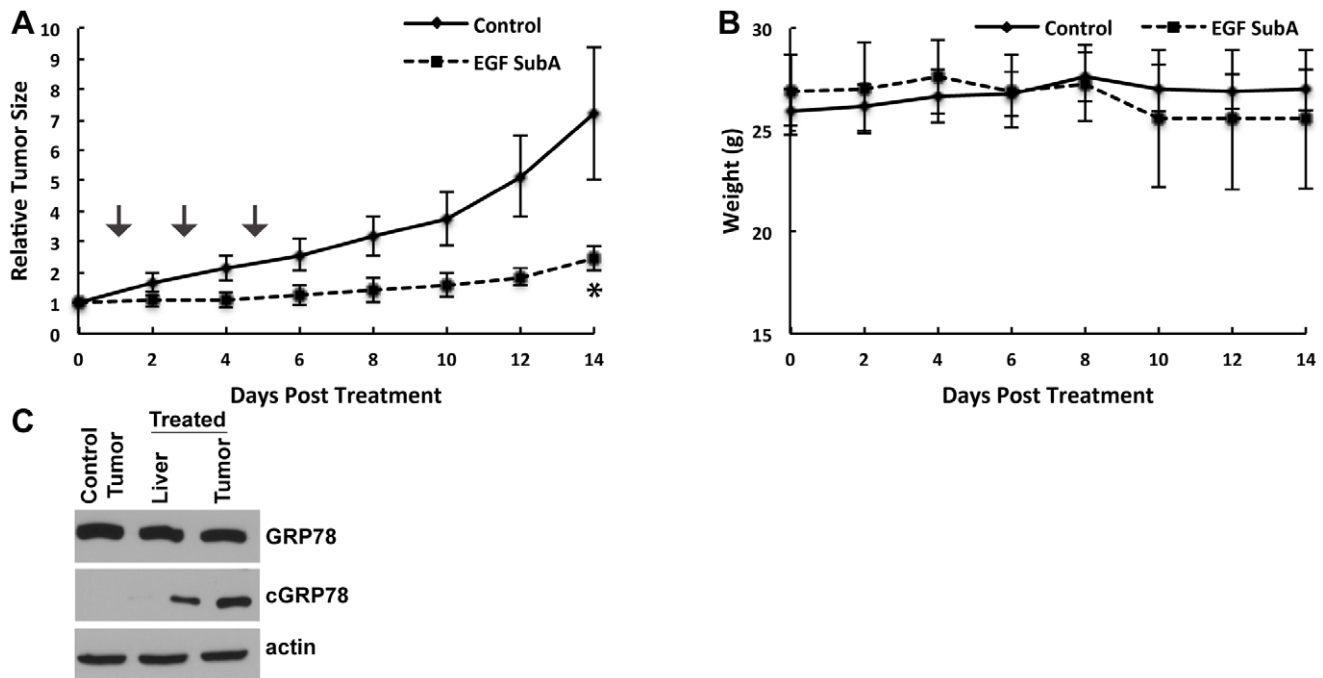 A
Control
EGF SubA
Relative Tumor Size
10
9
8
7
6
5
4
3
2
1
0
*
0 2 4 6 8 10 12 14
Days Post Treatment
B
Control EGF SubA
Weight (g)
30
25
20
15
0 2 4 6 8 10 12 14
Days Post Treatment
C
Treated
Control
Tumor
Liver
Tumor
GRP78
cGRP78
actin